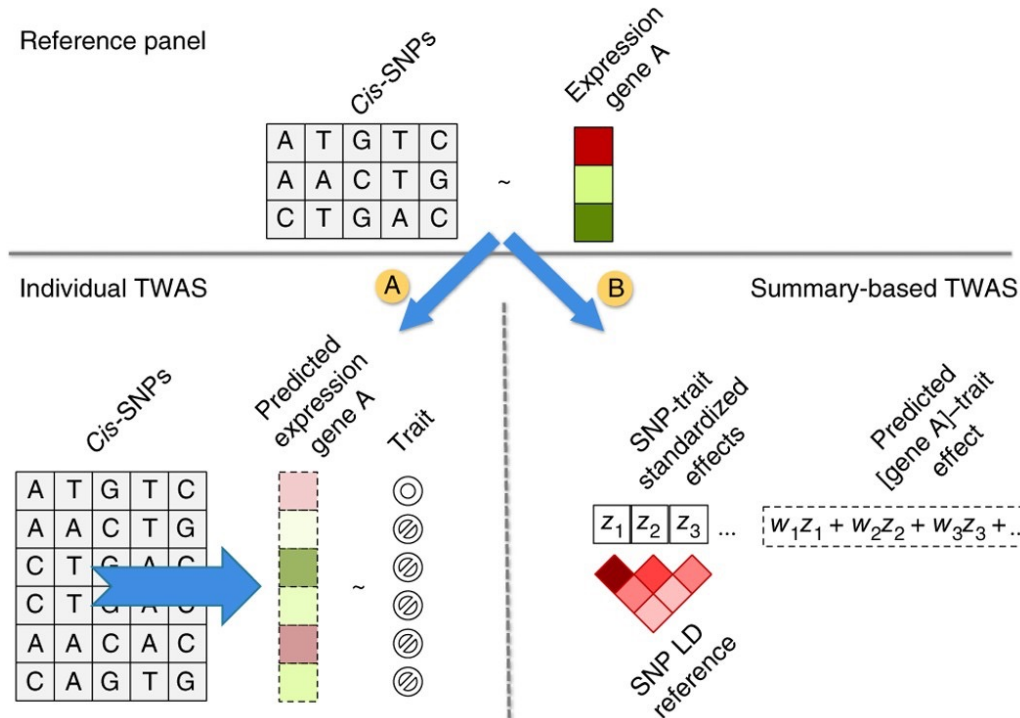 Reference panel
Cis-SNPs
Expression
gene A
A T G T C
A A C T G
C T G A C
~
Individual TWAS
A
B
Summary-based TWAS
Cis-SNPs
Predicted
expression
gene A
Trait
A T G T C
A A C T G
C T G A C
C T G A C
A A C A C
C A G T G
~
SNP-trait
standardized
effects
Predicted
[gene A]–trait
effect
z1 z2 z3 ...
w1z1 + w2z2 + w3z3 +..
SNP LD
reference